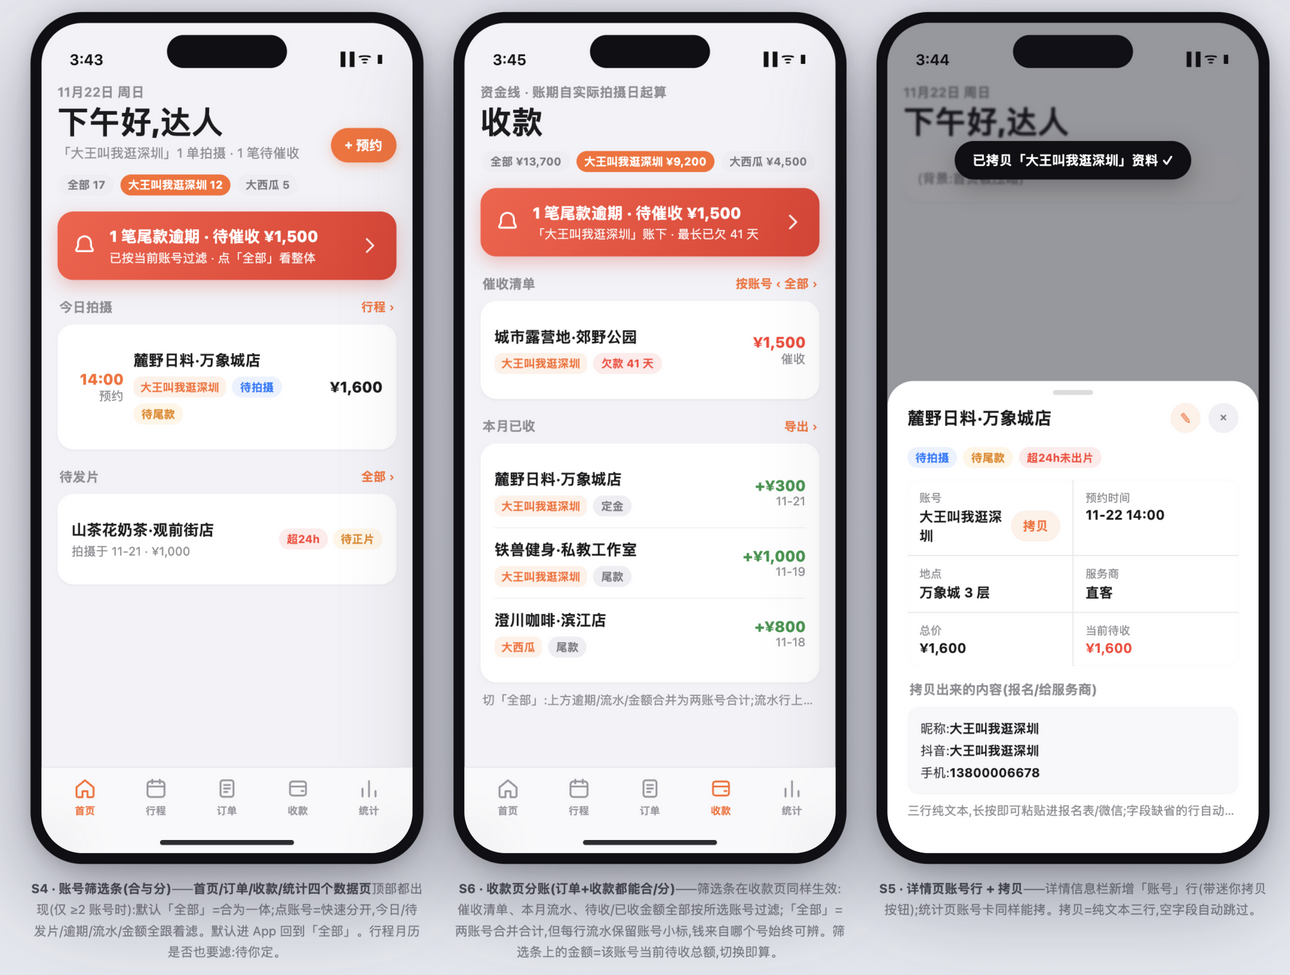 3:43
11月22日 周日
下午好,达人
「大王叫我逛深圳」1 单拍摄 · 1 笔待催收
+ 预约
全部 17 大王叫我逛深圳 12 大西瓜 5
1 笔尾款逾期 · 待催收 ¥1,500
已按当前账号过滤 · 点「全部」看整体
今日拍摄 行程 ›
麓野日料·万象城店
14:00
预约
大王叫我逛深圳 待拍摄
待尾款
¥1,600
待发片 全部 ›
山茶花奶茶·观前街店
拍摄于 11-21 · ¥1,000
超24h 待正片
首页 行程 订单 收款 统计
S4 · 账号筛选条(合与分)——首页/订单/收款/统计四个数据页顶部都出
现(仅 ≥2 账号时):默认「全部」=合为一体;点账号=快速分开,今日/待
发片/逾期/流水/金额全跟着滤。默认进 App 回到「全部」。行程月历
是否也要滤:待你定。
3:45
资金线 · 账期自实际拍摄日起算
收款
全部 ¥13,700 大王叫我逛深圳 ¥9,200 大西瓜 ¥4,500
1 笔尾款逾期 · 待催收 ¥1,500
「大王叫我逛深圳」账下 · 最长已欠 41 天
催收清单 按账号 ‹ 全部 ›
城市露营地·郊野公园
大王叫我逛深圳 欠款 41 天
¥1,500
催收
本月已收 导出 ›
麓野日料·万象城店
大王叫我逛深圳 定金
+¥300
11-21
铁兽健身·私教工作室
大王叫我逛深圳 尾款
+¥1,000
11-19
澄川咖啡·滨江店
大西瓜 尾款
+¥800
11-18
切「全部」:上方逾期/流水/金额合并为两账号合计;流水行上...
首页 行程 订单 收款 统计
S6 · 收款页分账(订单+收款都能合/分)——筛选条在收款页同样生效:
催收清单、本月流水、待收/已收金额全部按所选账号过滤;「全部」=
两账号合并合计,但每行流水保留账号小标,钱来自哪个号始终可辨。筛
选条上的金额=该账号当前待收总额,切换即算。
3:44
11月22日 周日
下午好,达人
已拷贝「大王叫我逛深圳」资料 ✓
麓野日料·万象城店
✎ ×
待拍摄 待尾款 超24h未出片
账号
大王叫我逛深
圳
拷贝
预约时间
11-22 14:00
地点
万象城 3 层
服务商
直客
总价
¥1,600
当前待收
¥1,600
拷贝出来的内容(报名/给服务商)
昵称:大王叫我逛深圳
抖音:大王叫我逛深圳
手机:13800006678
三行纯文本,长按即可粘贴进报名表/微信;字段缺省的行自动...
S5 · 详情页账号行 + 拷贝——详情信息栏新增「账号」行(带迷你拷贝
按钮);统计页账号卡同样能拷。拷贝=纯文本三行,空字段自动跳过。